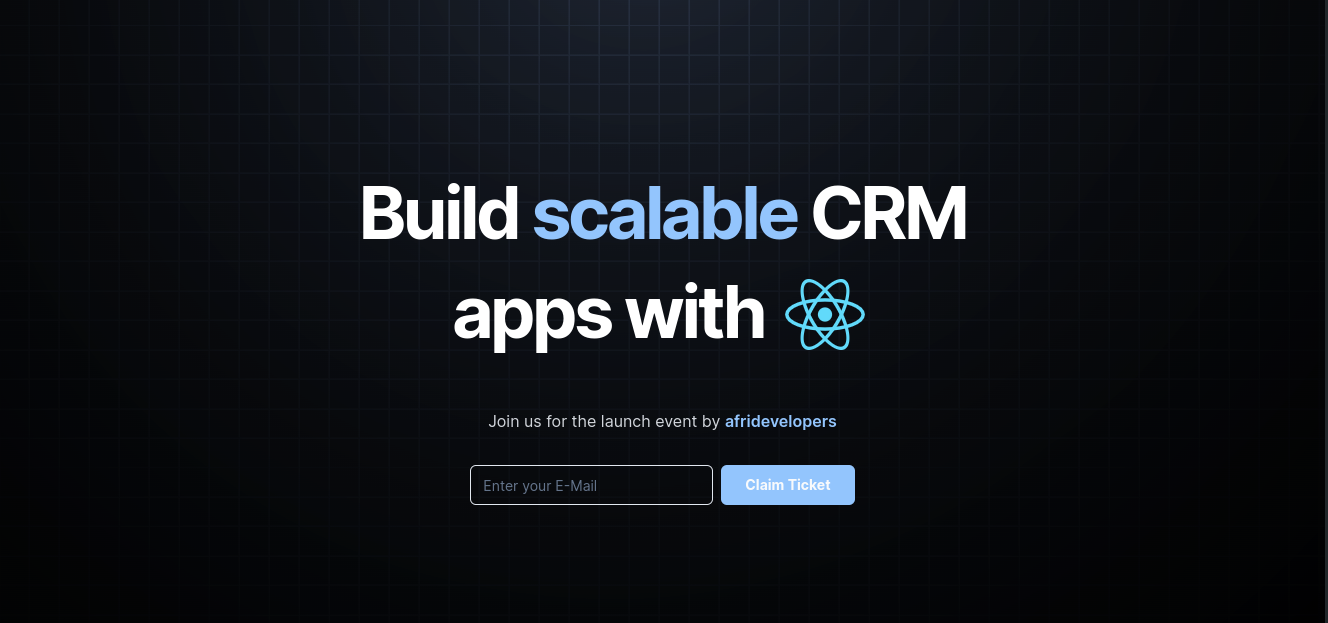 Build scalable CRM
apps with
Join us for the launch event by afridevelopers
Enter your E-Mail
Claim Ticket